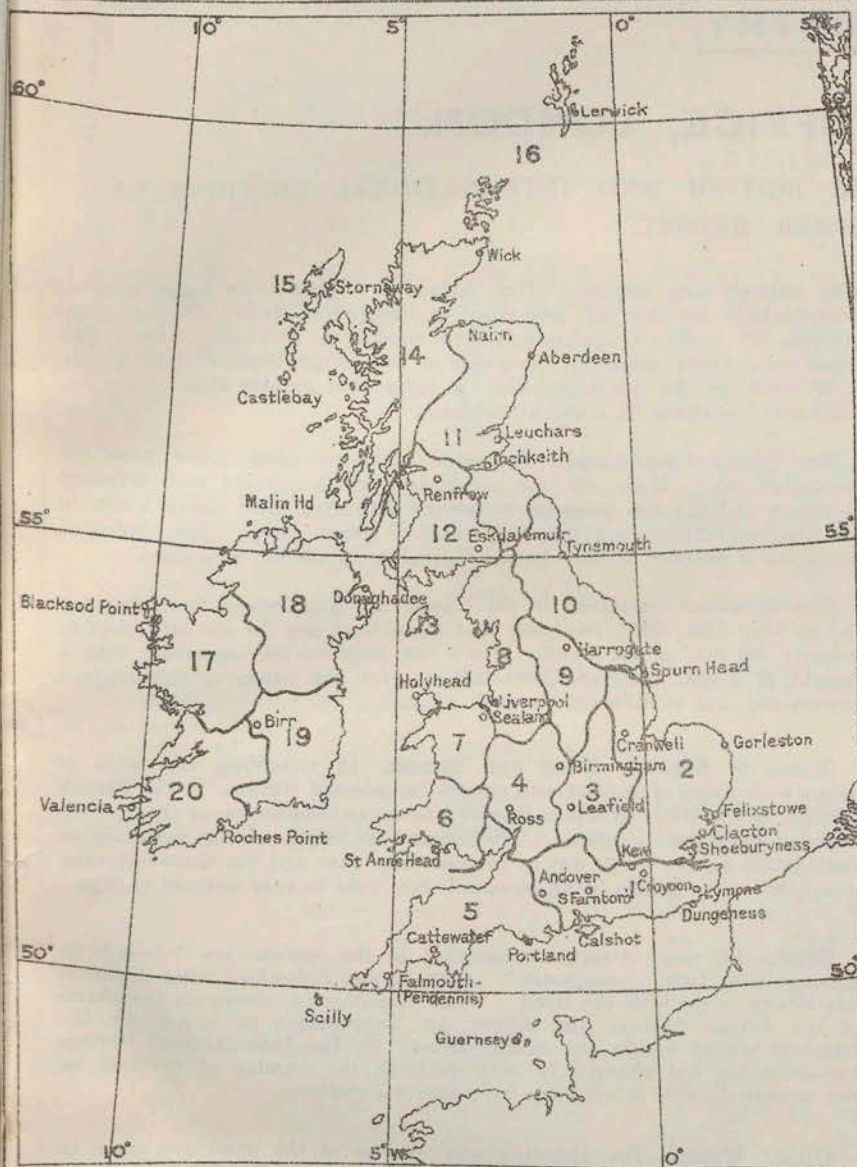 10°
5°
0°
60°
Lerwick
16
Wick
15
Stornoway
Nairn
14
Aberdeen
Castlebay
11
Leuchars
Inchkeith
Renfrew
Malin Hd
55°
55°
12
Eskdalemuir
Tynemouth
18
Donaghadee
Blacksod Point
10
13
17
Harrogate
8
9
Spurn Head
Holyhead
Liverpool
Sealand
Birr
19
7
Cranwell
Gorleston
Birmingham
2
20
4
3
Valencia
Ross
Leafield
Felixstowe
6
Clacton
Roches Point
Shoeburyness
St Anns Head
Kew
Andover
1
Croydon
Lympne
S Farnboro
5
Dungeness
Cattewater
Calshot
Portland
50°
50°
Falmouth
(Pendennis)
Scilly
Guernsey
10°
5°W
0°